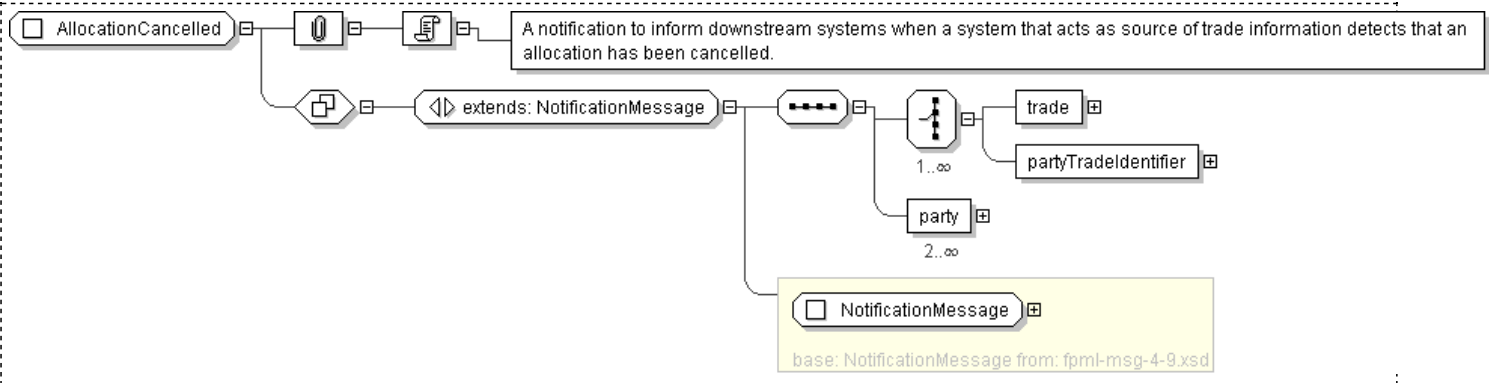 AllocationCancelled
A notification to inform downstream systems when a system that acts as source of trade information detects that an
allocation has been cancelled.
extends: NotificationMessage
trade
1..∞
partyTradeIdentifier
party
2..∞
NotificationMessage
base: NotificationMessage from: fpml-msg-4-9.xsd